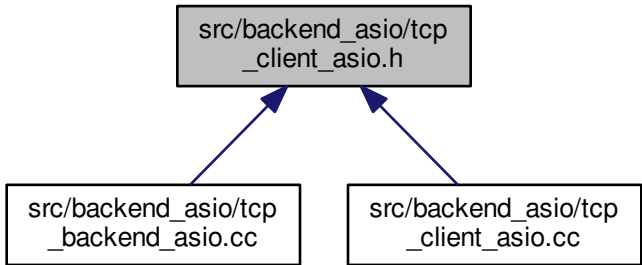 src/backend_asio/tcp
_client_asio.h
src/backend_asio/tcp
_backend_asio.cc
src/backend_asio/tcp
_client_asio.cc